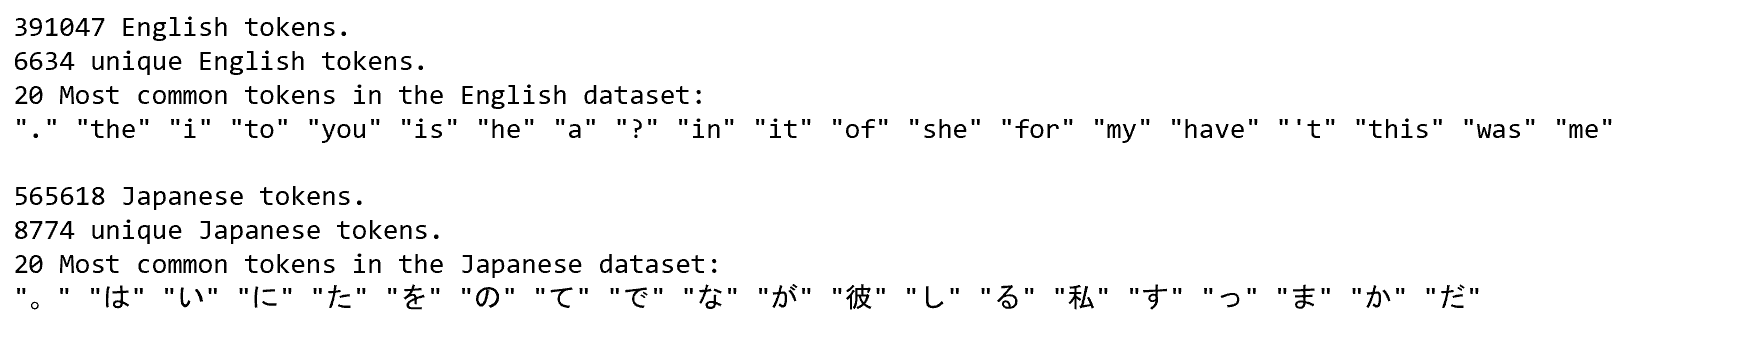 391047 English tokens.
6634 unique English tokens.
20 Most common tokens in the English dataset:
"." "the" "i" "to" "you" "is" "he" "a" "?" "in" "it" "of" "she" "for" "my" "have" "'t" "this" "was" "me"
565618 Japanese tokens.
8774 unique Japanese tokens.
20 Most common tokens in the Japanese dataset:
"。" "は" "い" "に" "た" "を" "の" "て" "で" "な" "が" "彼" "し" "る" "私" "す" "っ" "ま" "か" "だ"